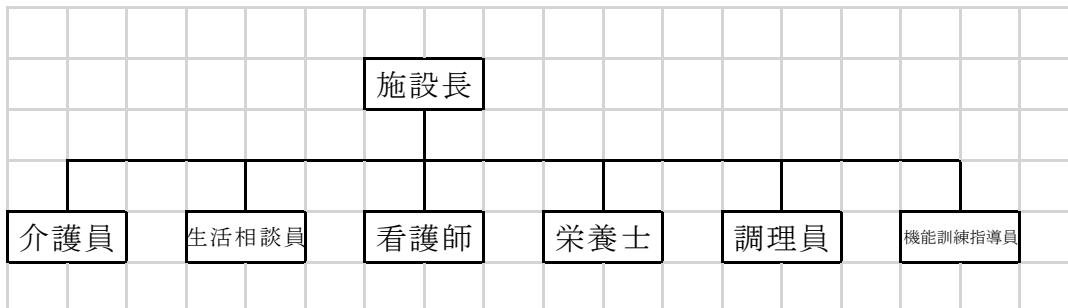 施設長
介護員
生活相談員
看護師
栄養士
調理員
機能訓練指導員